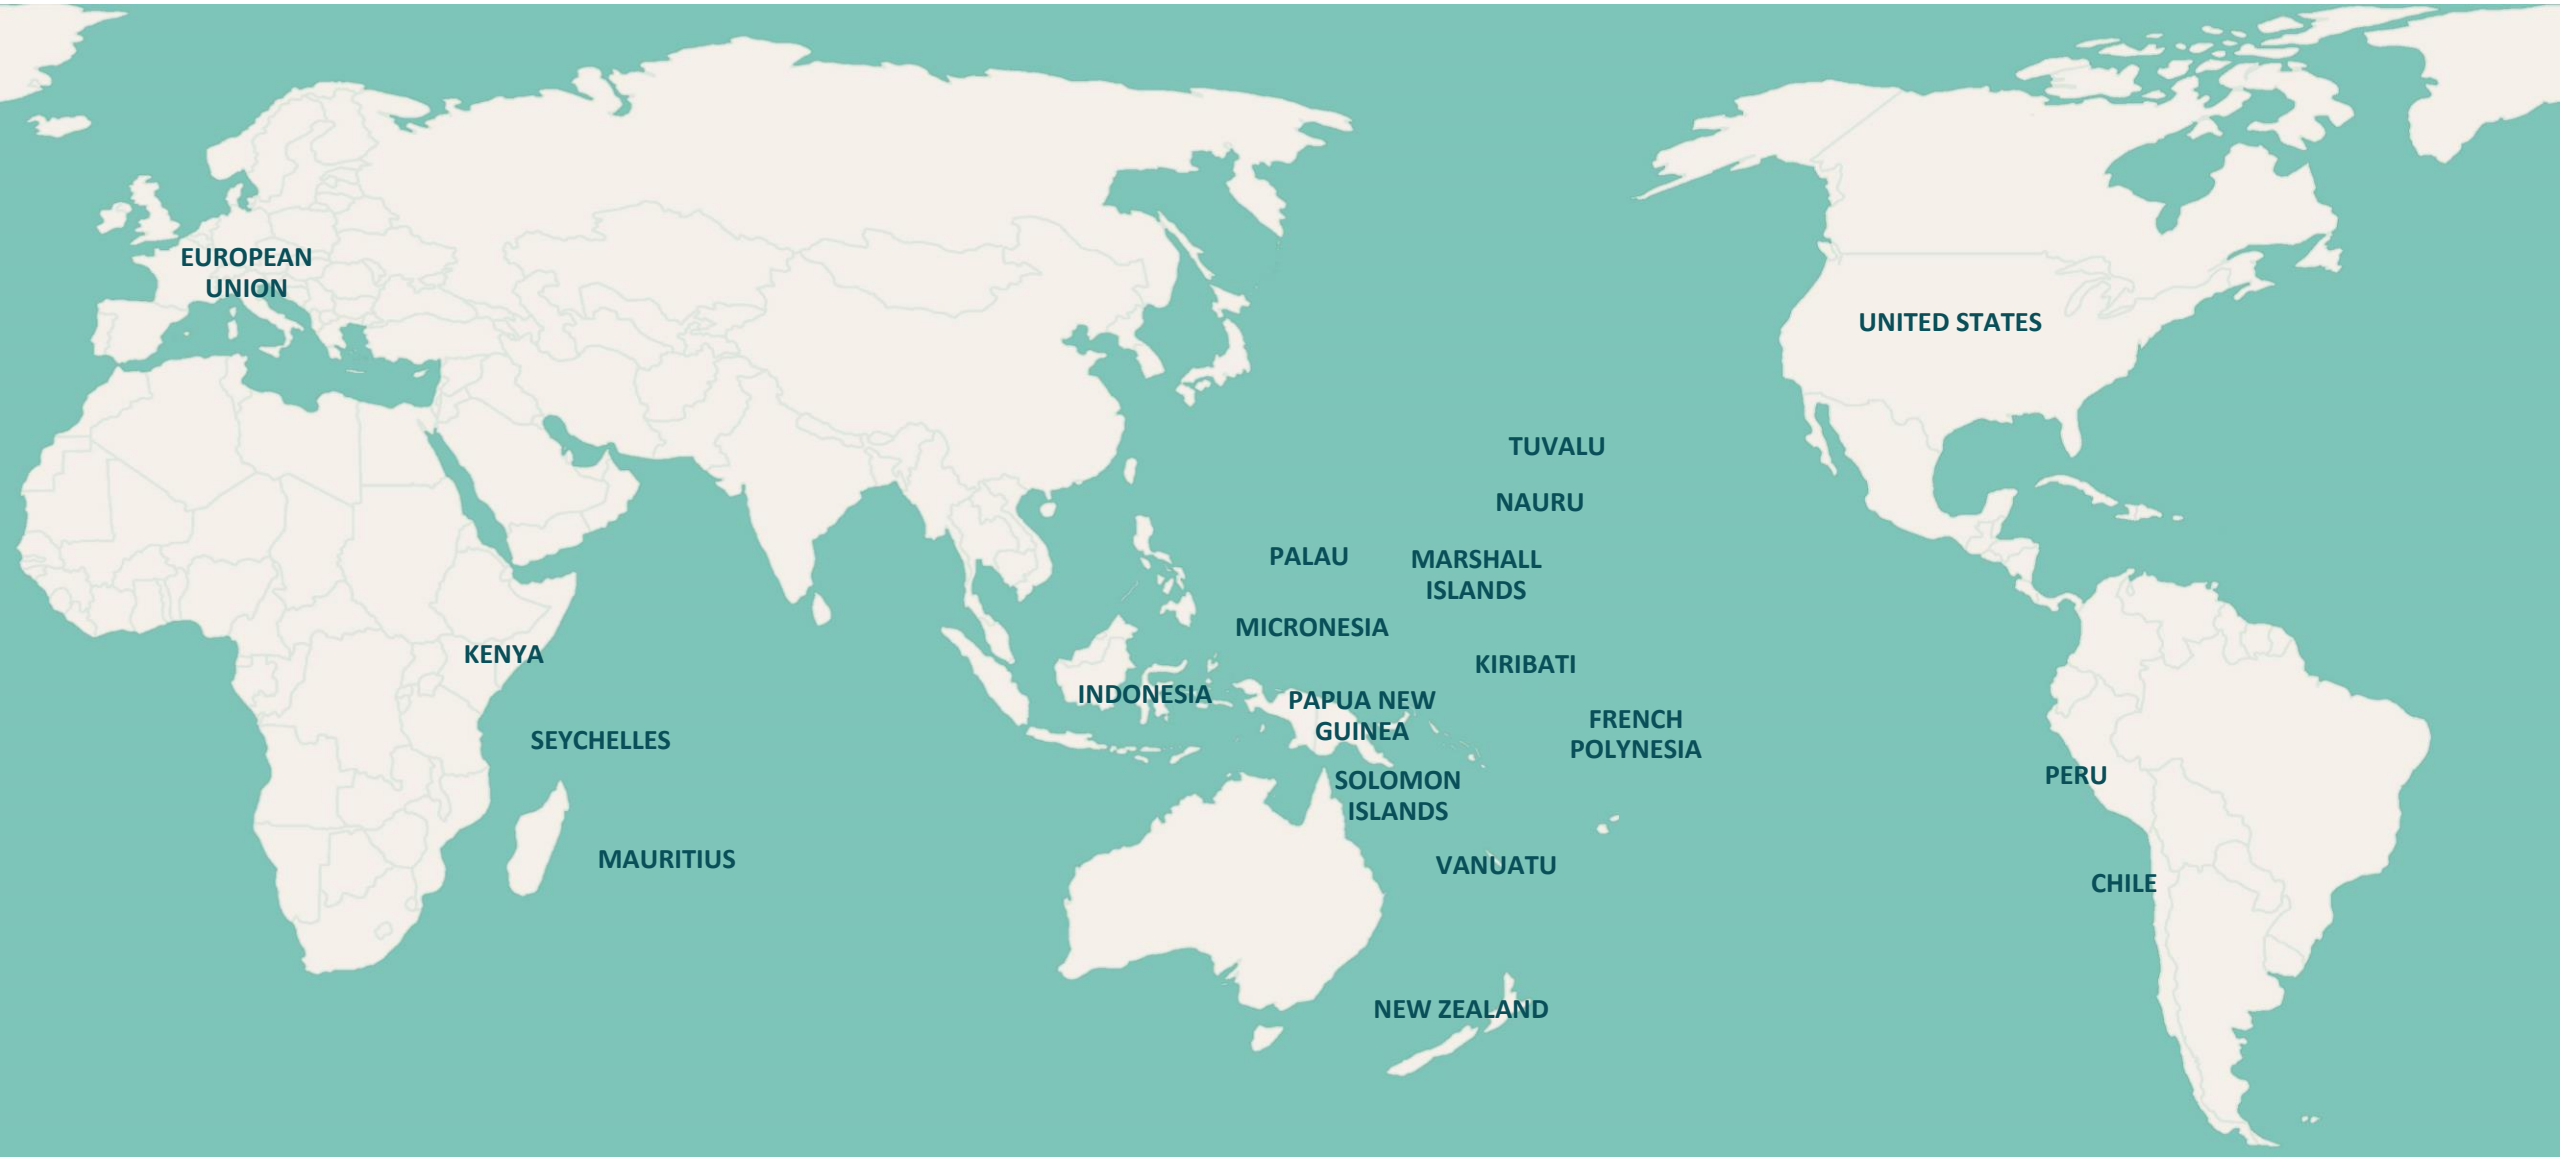 EUROPEAN
UNION
UNITED STATES
TUVALU
NAURU
PALAU
MARSHALL
ISLANDS
MICRONESIA
KENYA
KIRIBATI
INDONESIA
PAPUA NEW
GUINEA
FRENCH
POLYNESIA
SEYCHELLES
SOLOMON
ISLANDS
PERU
MAURITIUS
VANUATU
CHILE
NEW ZEALAND